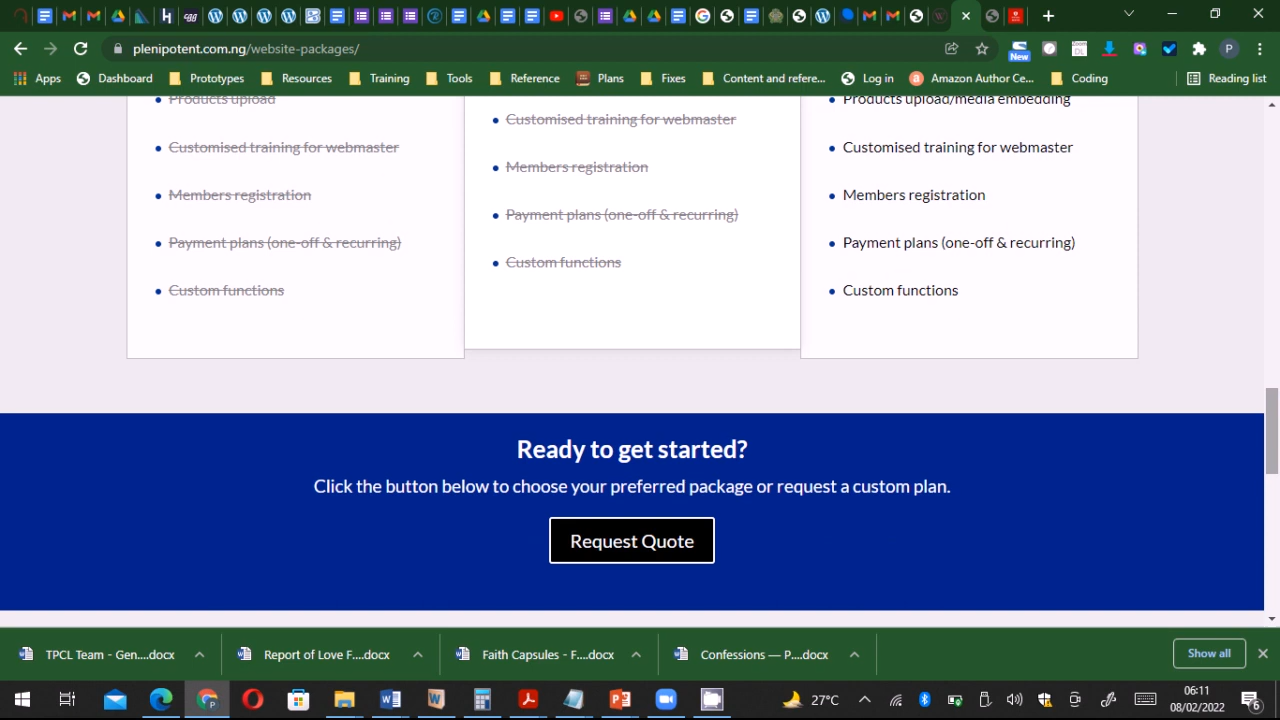 plenipotent.com.ng/website-packages/
New
P
Apps
Dashboard
Prototypes
Resources
Training
Tools
Reference
Plans
Fixes
Content and refere...
Log in
Amazon Author Ce...
Coding
Reading list
Products upload
Customised training for webmaster
Members registration
Payment plans (one-off & recurring)
Custom functions
Customised training for webmaster
Members registration
Payment plans (one-off & recurring)
Custom functions
Products upload/media embedding
Customised training for webmaster
Members registration
Payment plans (one-off & recurring)
Custom functions
Ready to get started?
Click the button below to choose your preferred package or request a custom plan.
Request Quote
TPCL Team - Gen....docx
Report of Love F....docx
Faith Capsules - F....docx
Confessions — P....docx
Show all
27°C
06:11
08/02/2022
6